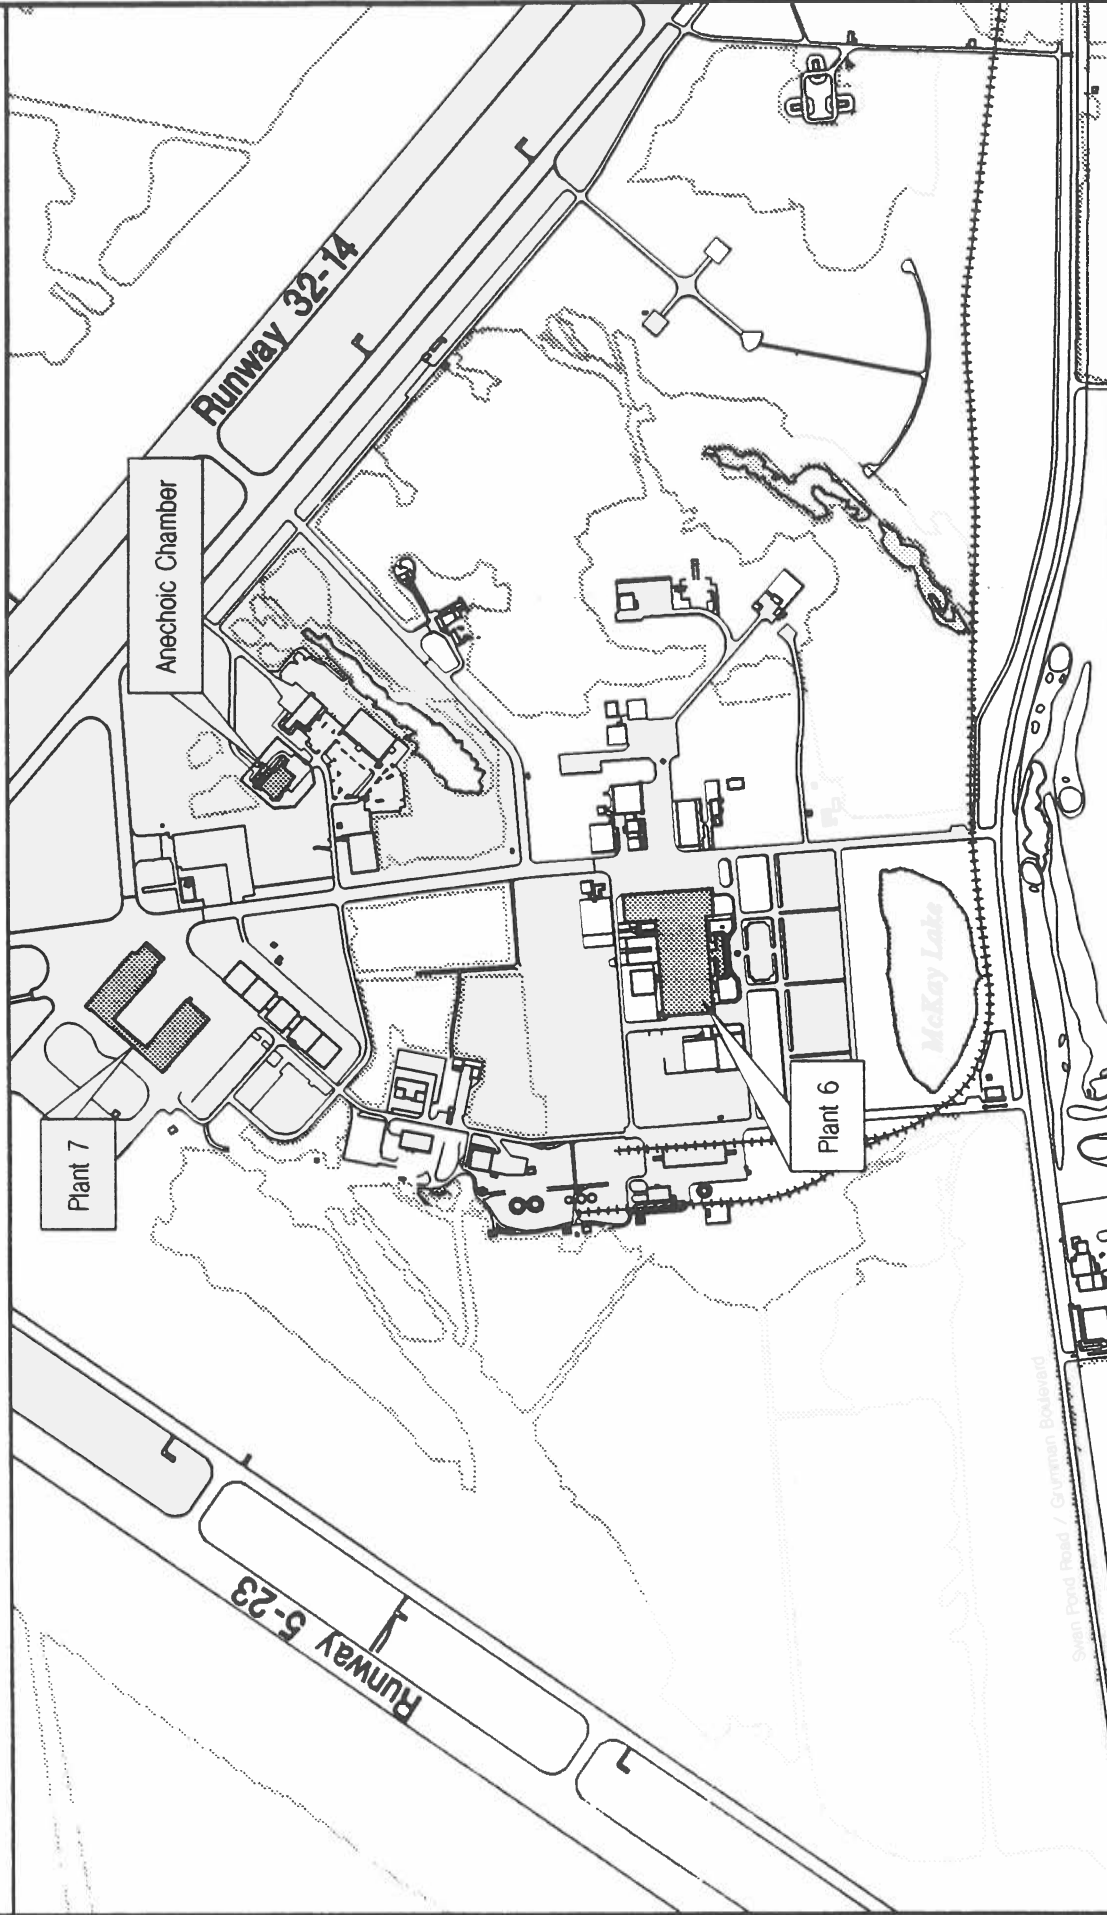 Runway 32-14
Anechoic Chamber
Plant 7
Plant 6
McKay Lake
Runway 5-23
Swan Pond Road / Grumman Boulevard